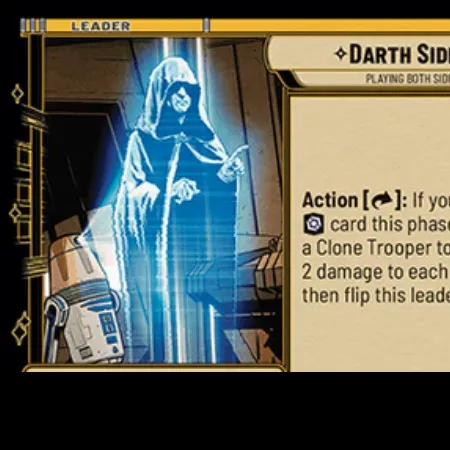 LEADER
DARTH SID
PLAYING BOTH SID
Action [ ]: If yo
card this phase
a Clone Trooper to
2 damage to each
then flip this leade